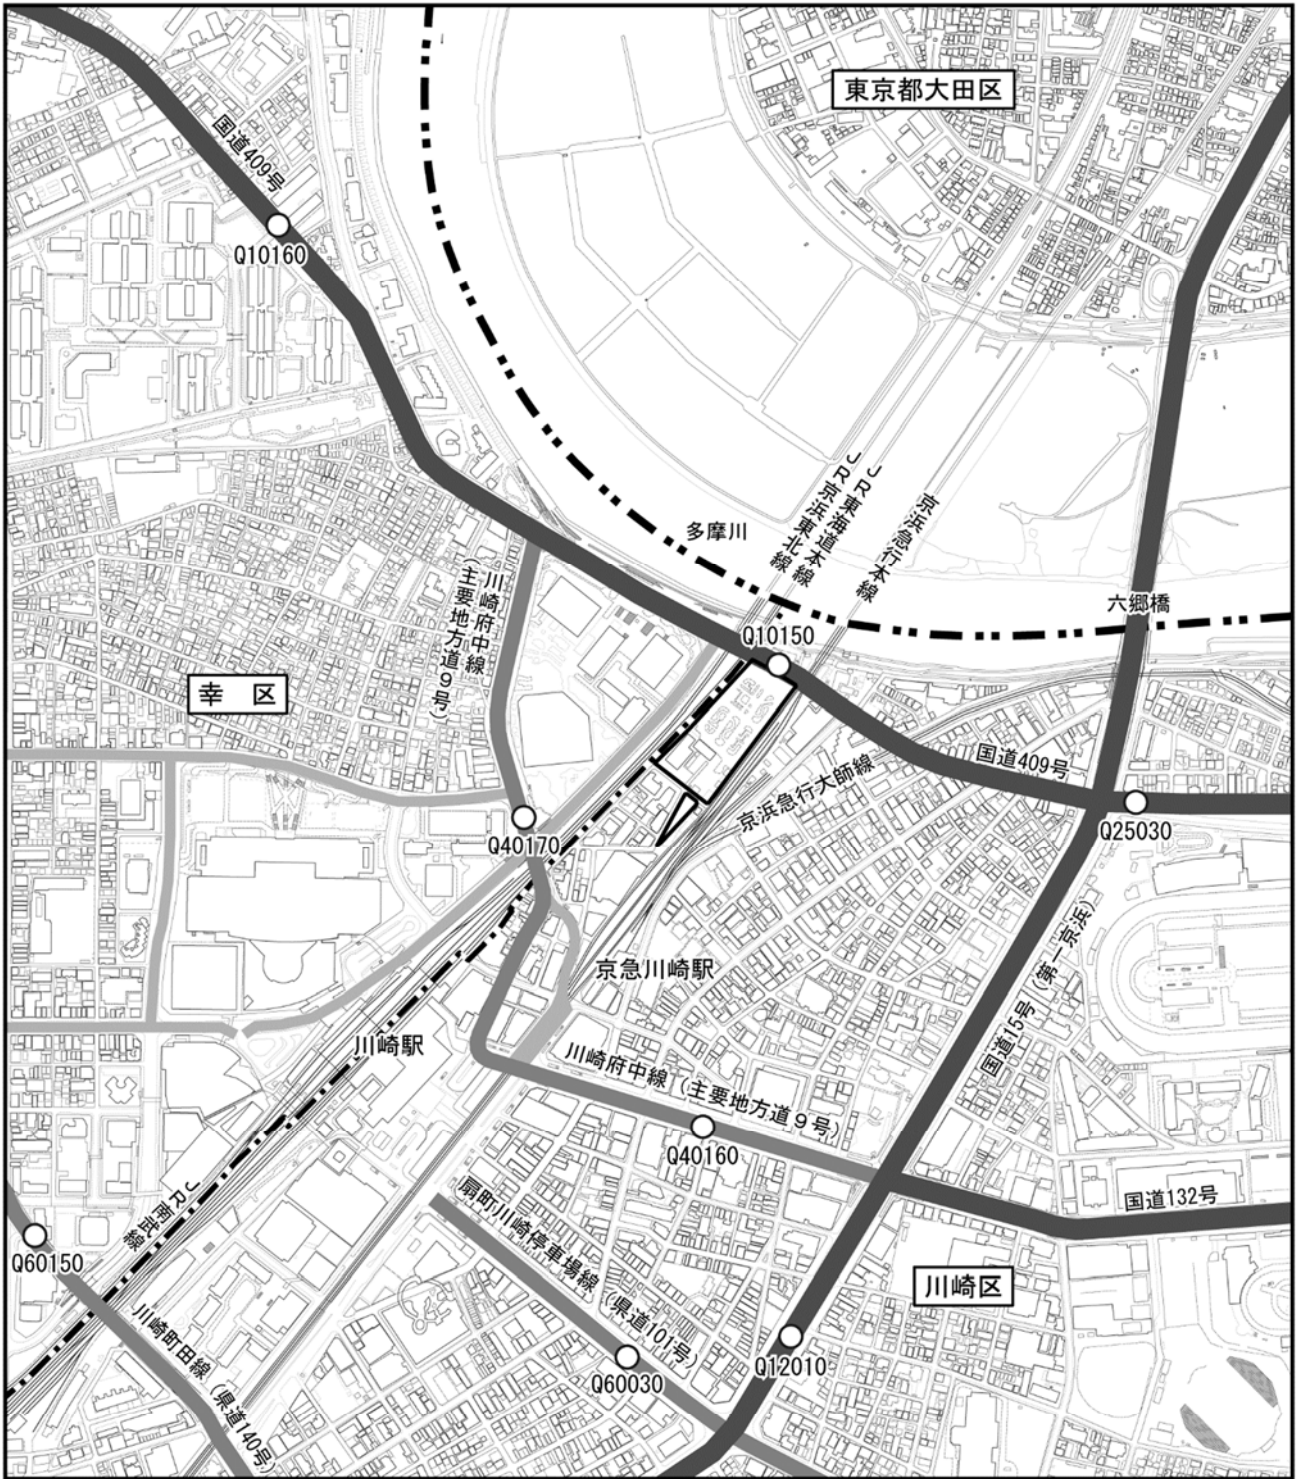 東京都大田区
国道409号
Q10160
JR東海道本線
JR京浜東北線
京浜急行本線
多摩川
川崎府中線
(主要地方道9号)
六郷橋
Q10150
幸 区
国道409号
京浜急行大師線
Q40170
Q25030
国道15号(第一京浜)
京急川崎駅
川崎駅
川崎府中線(主要地方道9号)
Q40160
扇町川崎停車場線(県道101号)
国道132号
JR南武線
Q60150
川崎区
川崎町田線(県道140号)
Q12010
Q60030